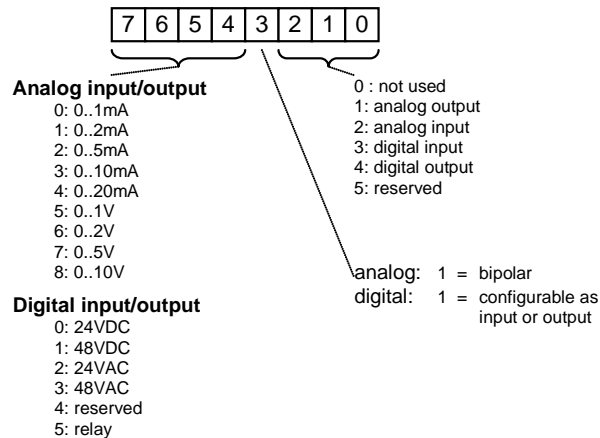 7 6 5 4 3 2 1 0
Analog input/output
0: 0..1mA
1: 0..2mA
2: 0..5mA
3: 0..10mA
4: 0..20mA
5: 0..1V
6: 0..2V
7: 0..5V
8: 0..10V
Digital input/output
0: 24VDC
1: 48VDC
2: 24VAC
3: 48VAC
4: reserved
5: relay
0 : not used
1: analog output
2: analog input
3: digital input
4: digital output
5: reserved
analog: 1 = bipolar
digital: 1 = configurable as
input or output